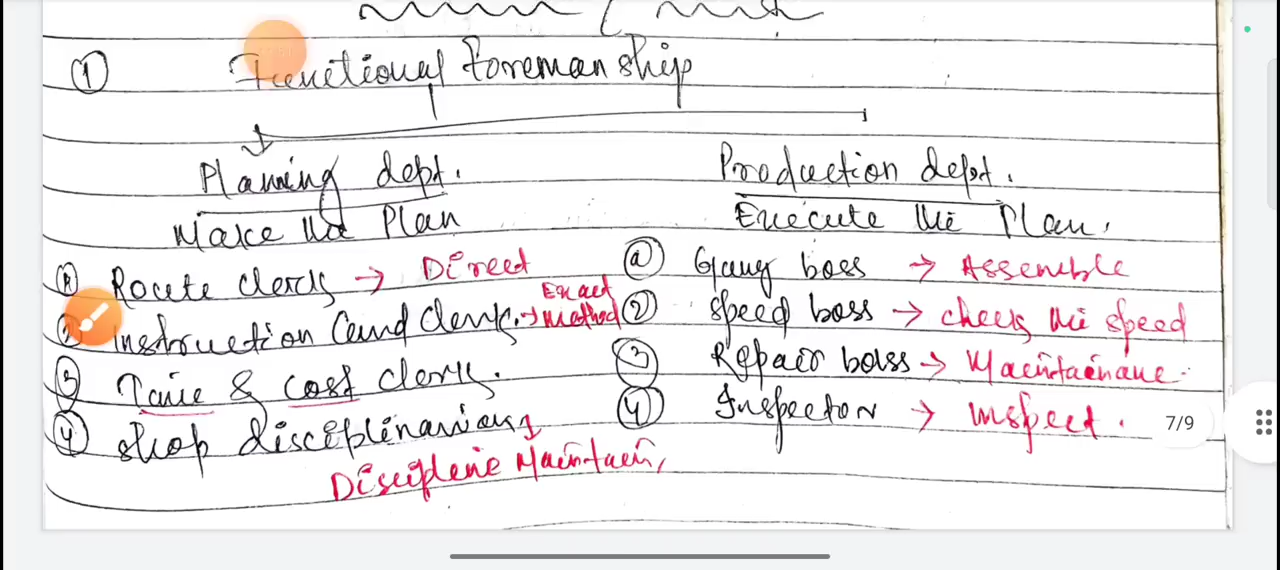 ① Functional Foremanship
Planning dept.
Make the Plan
Route clerk → Direct
Instruction Card clerk. → Exact Method
③ Time & Cost clerk.
④ Shop disciplinarian
Discipline Maintain,
Production dept.
Execute the Plan.
ⓐ Gang boss → Assemble
② Speed boss → check the speed
③ Repair boss → Maintainance.
④ Inspector → inspect.
7/9